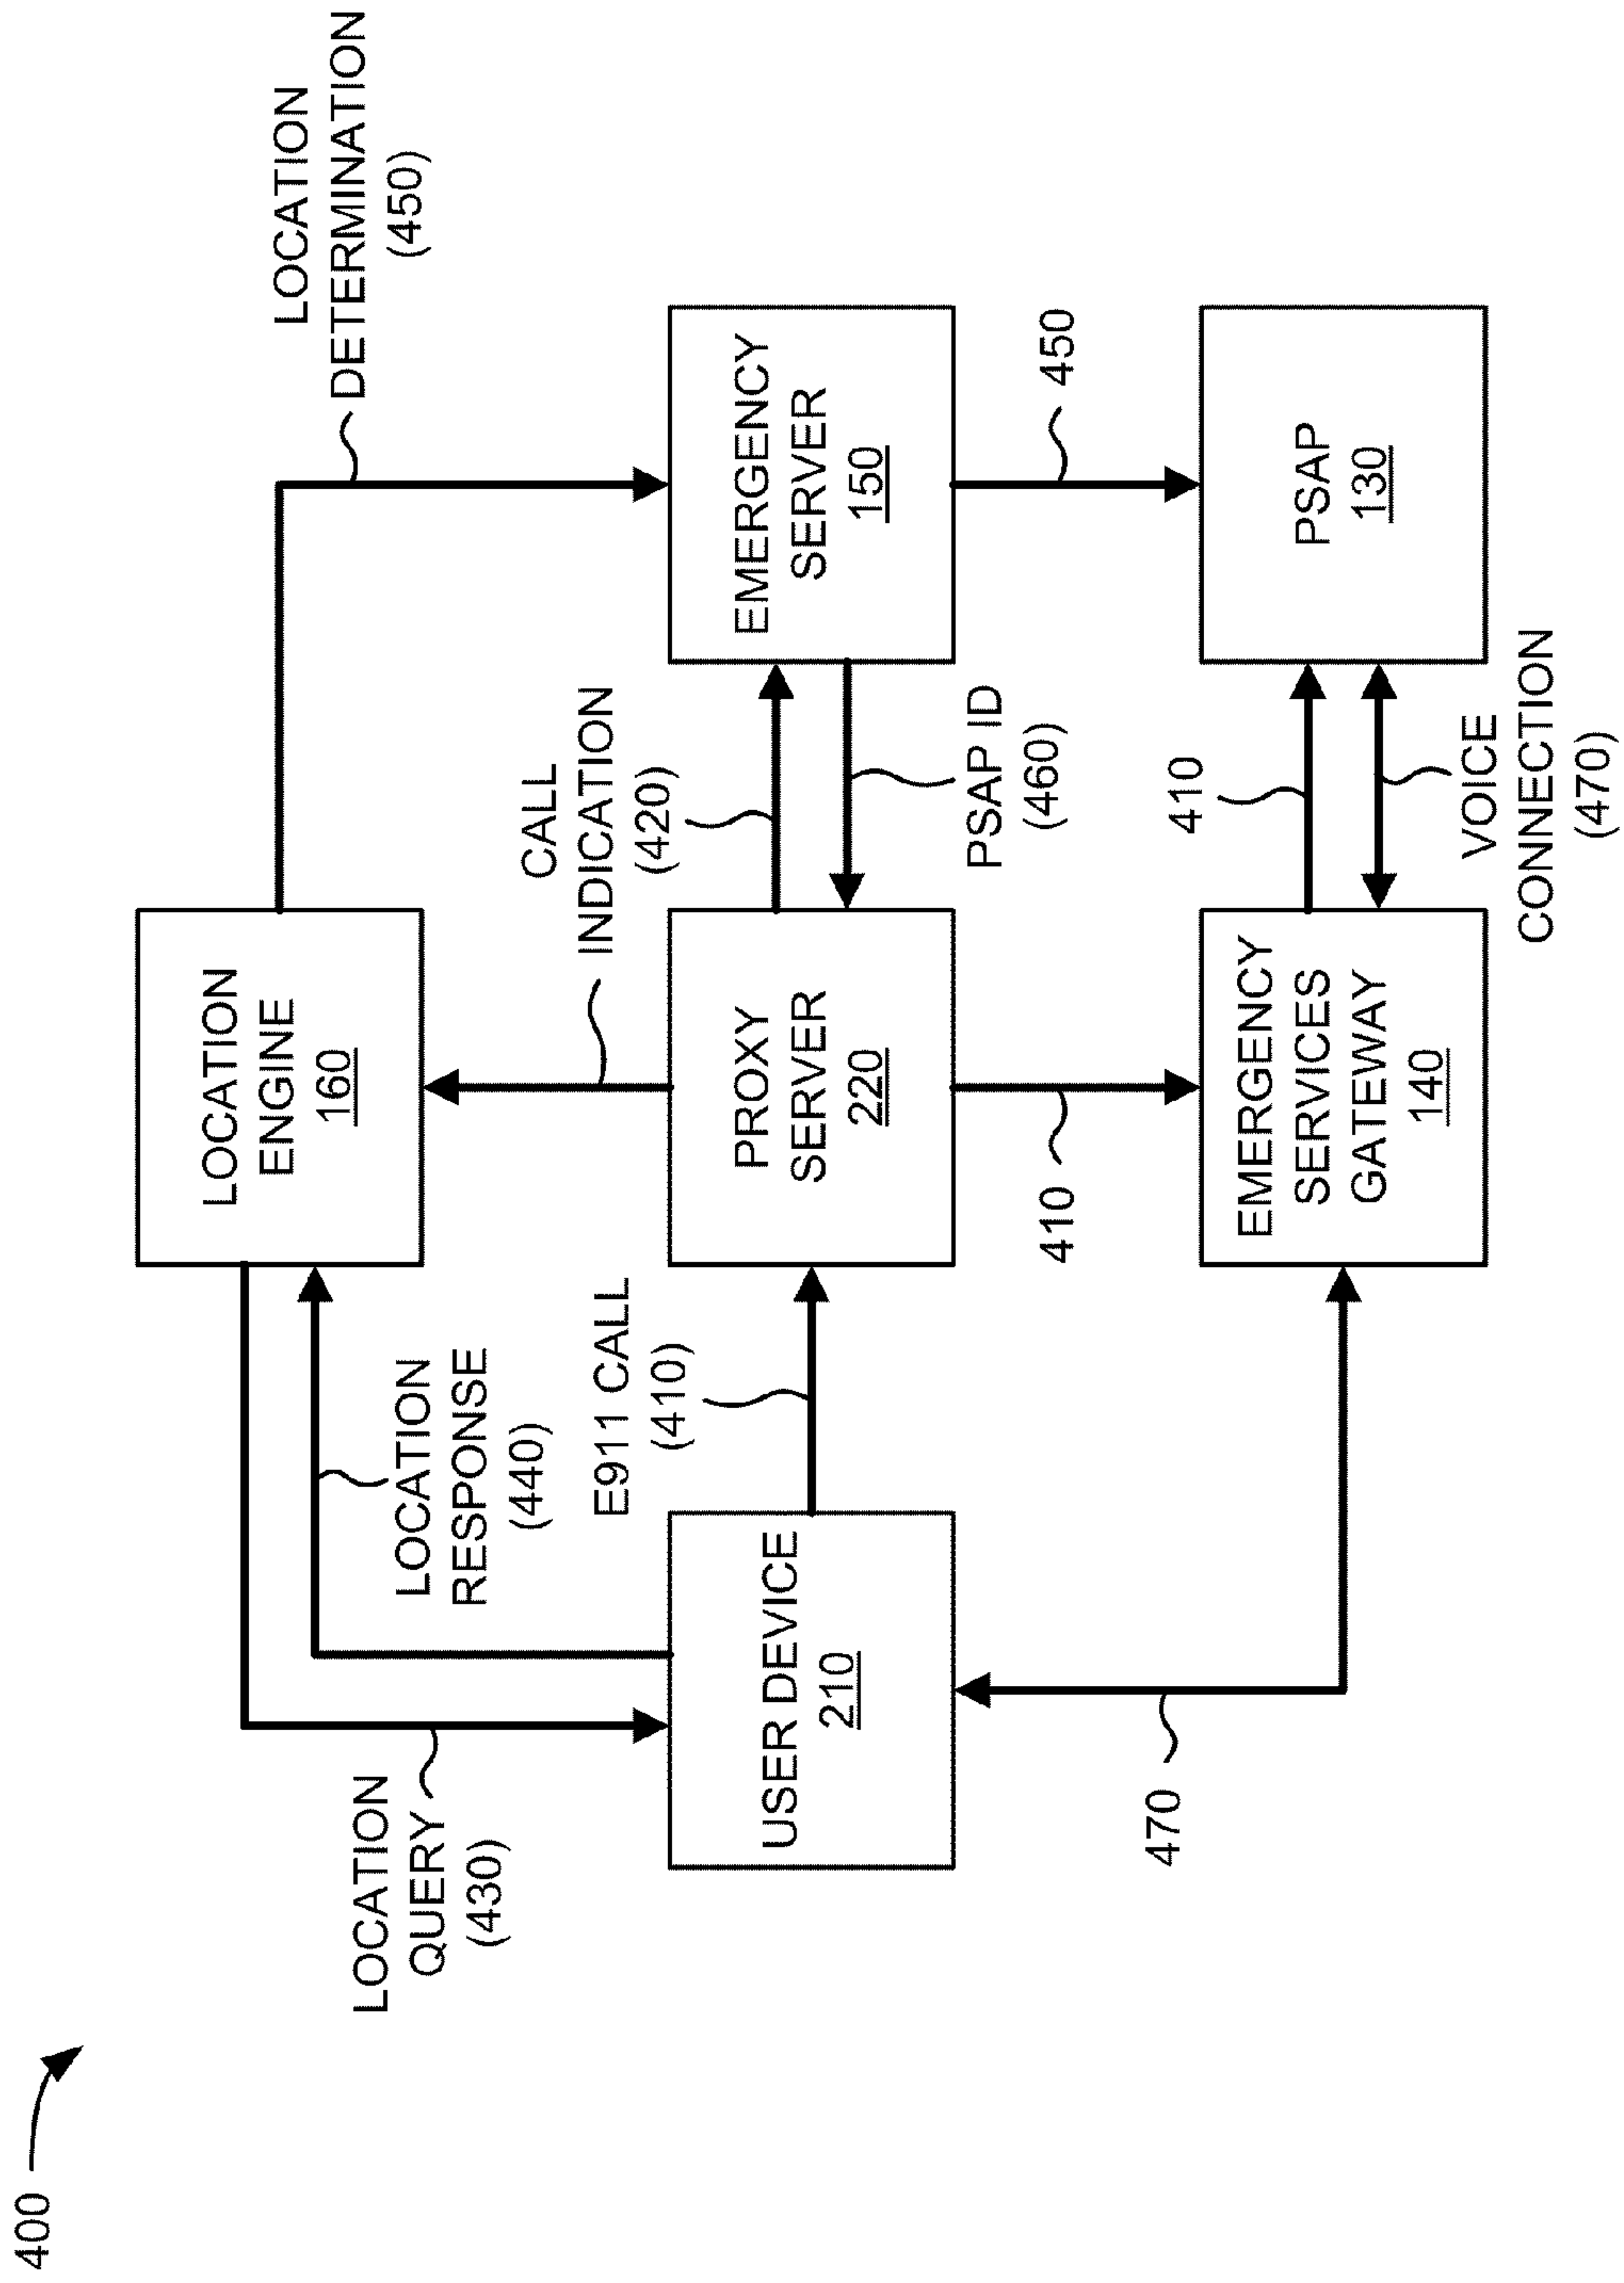 400
LOCATION
QUERY
(430)
LOCATION
RESPONSE
(440)
LOCATION
ENGINE
160
LOCATION
DETERMINATION
(450)
CALL
INDICATION
(420)
E911 CALL
(410)
USER DEVICE
210
PROXY
SERVER
220
EMERGENCY
SERVER
150
PSAP ID
(460)
410
450
470
EMERGENCY
SERVICES
GATEWAY
140
410
PSAP
130
VOICE
CONNECTION
(470)